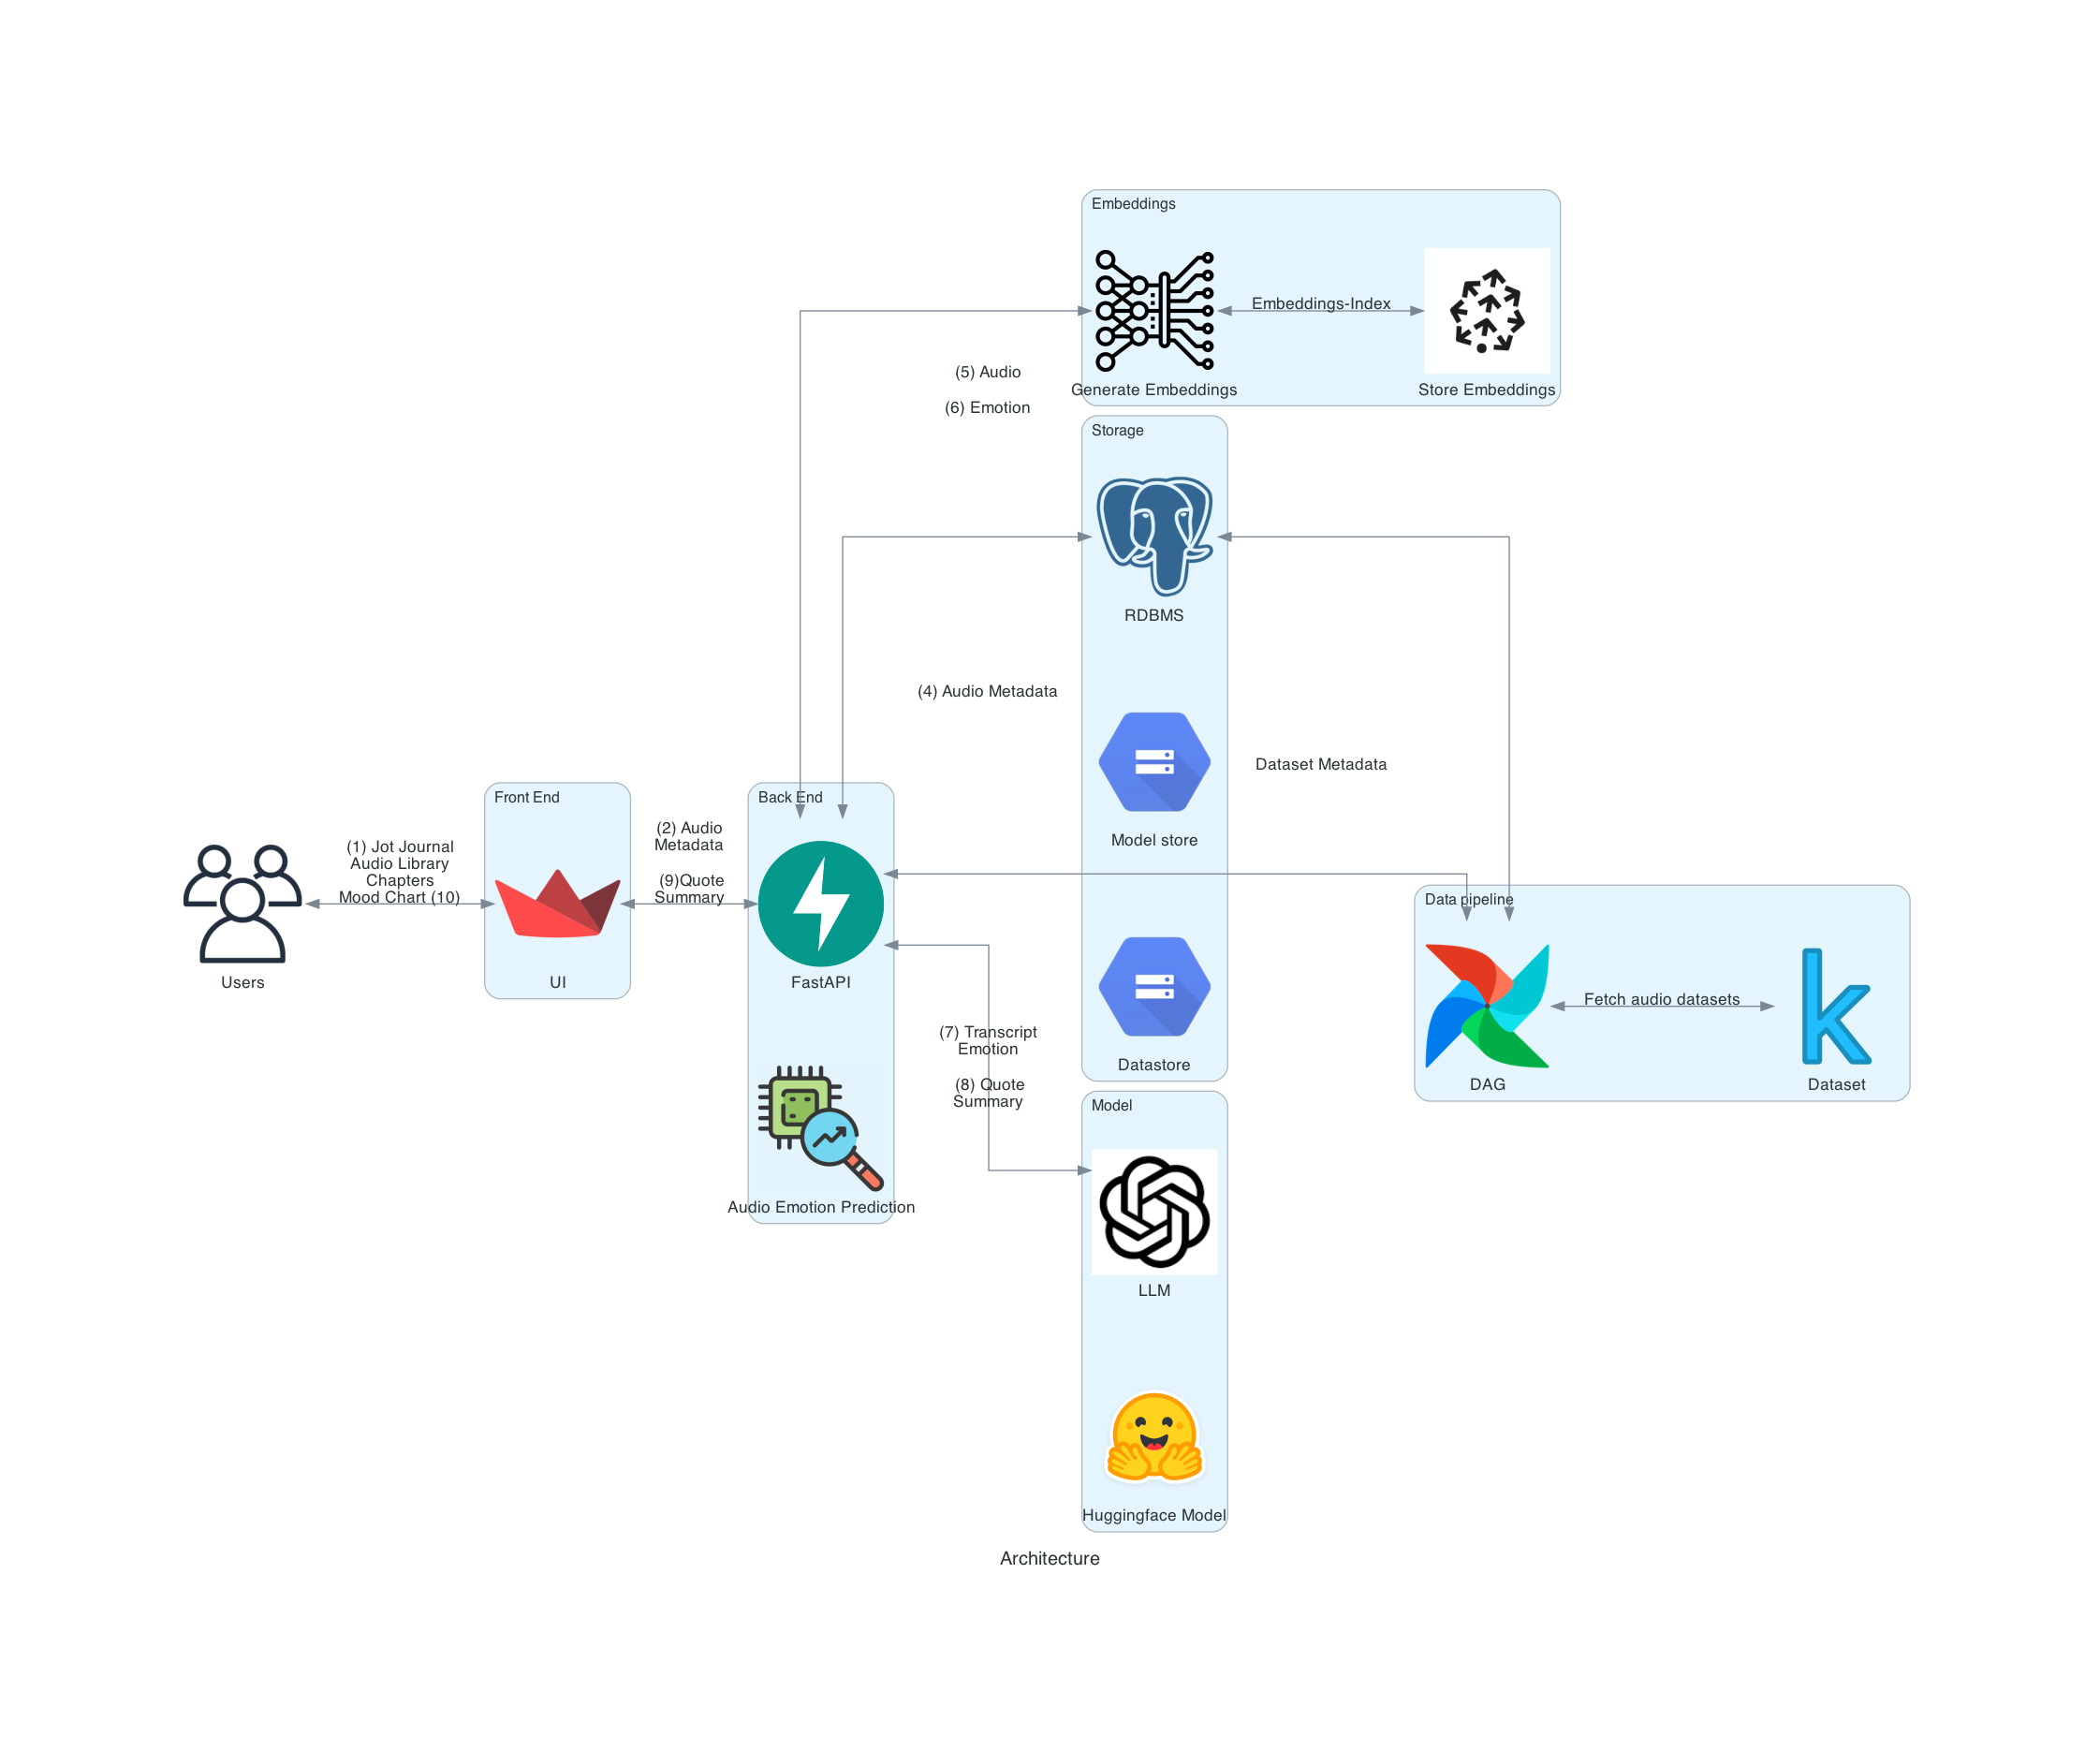 Embeddings
Embeddings-Index
Generate Embeddings
Store Embeddings
(5) Audio
(6) Emotion
Storage
RDBMS
(4) Audio Metadata
Model store
Dataset Metadata
Datastore
Front End
UI
Back End
FastAPI
Audio Emotion Prediction
(1) Jot Journal
Audio Library
Chapters
Mood Chart (10)
Users
(2) Audio
Metadata
(9)Quote
Summary
(7) Transcript
Emotion
(8) Quote
Summary
Data pipeline
Fetch audio datasets
DAG
Dataset
Model
LLM
Huggingface Model
Architecture